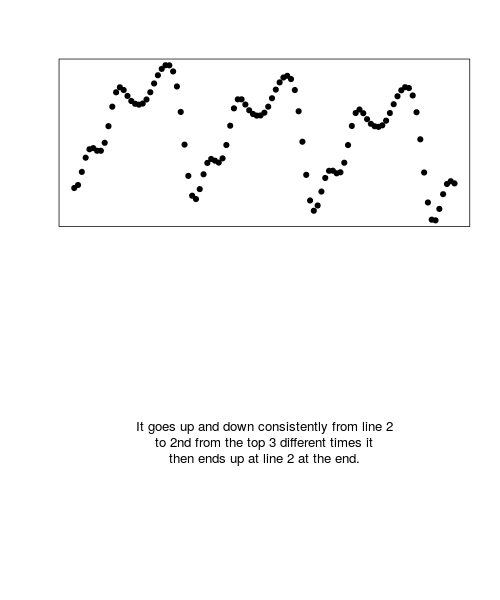 It goes up and down consistently from line 2
to 2nd from the top 3 different times it
then ends up at line 2 at the end.